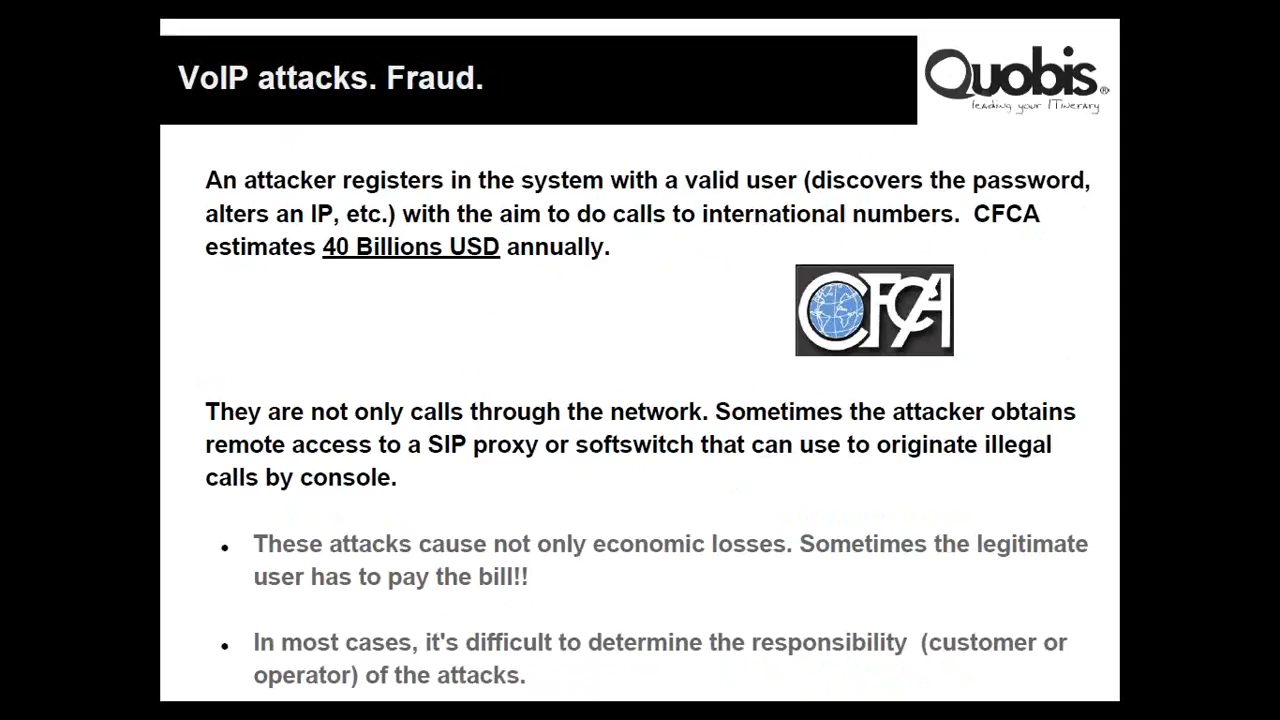 VoIP attacks. Fraud.
Quobis®
leading your ITinerary
An attacker registers in the system with a valid user (discovers the password,
alters an IP, etc.) with the aim to do calls to international numbers.  CFCA
estimates 40 Billions USD annually.
CFCA
They are not only calls through the network. Sometimes the attacker obtains
remote access to a SIP proxy or softswitch that can use to originate illegal
calls by console.
• These attacks cause not only economic losses. Sometimes the legitimate
user has to pay the bill!!
• In most cases, it's difficult to determine the responsibility  (customer or
operator) of the attacks.